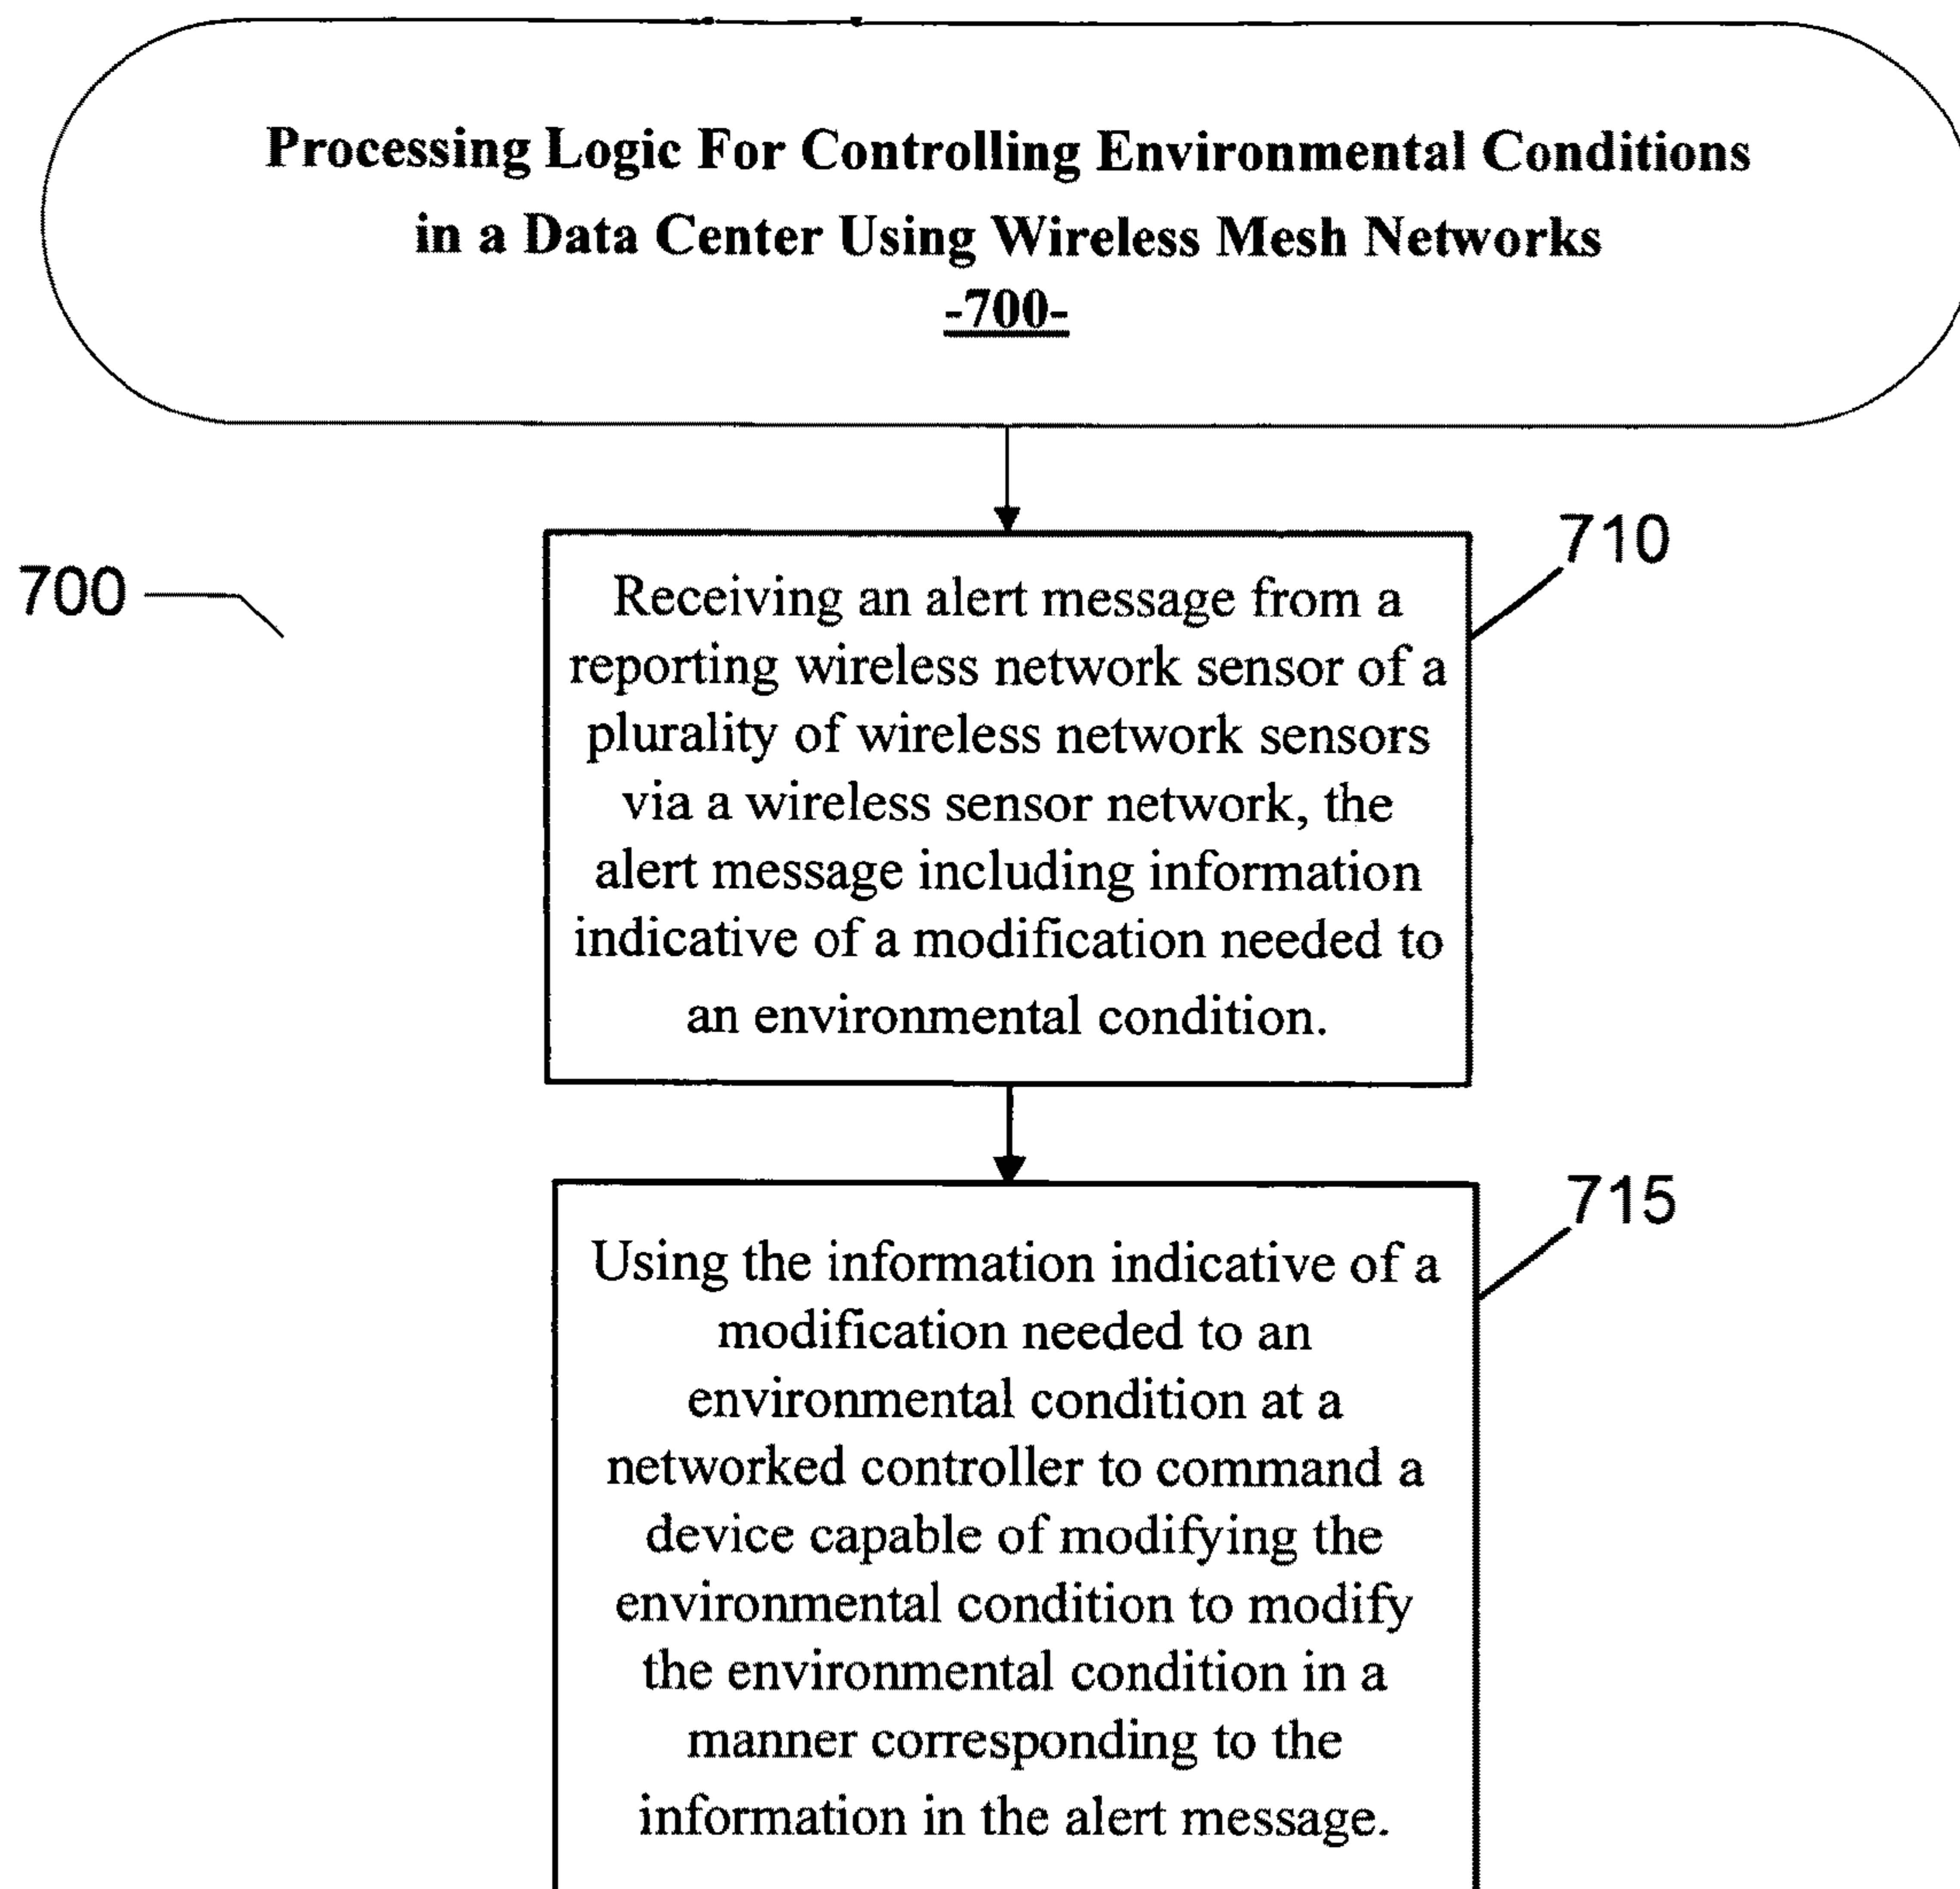 Processing Logic For Controlling Environmental Conditions
in a Data Center Using Wireless Mesh Networks
-700-
700
710
Receiving an alert message from a
reporting wireless network sensor of a
plurality of wireless network sensors
via a wireless sensor network, the
alert message including information
indicative of a modification needed to
an environmental condition.
715
Using the information indicative of a
modification needed to an
environmental condition at a
networked controller to command a
device capable of modifying the
environmental condition to modify
the environmental condition in a
manner corresponding to the
information in the alert message.